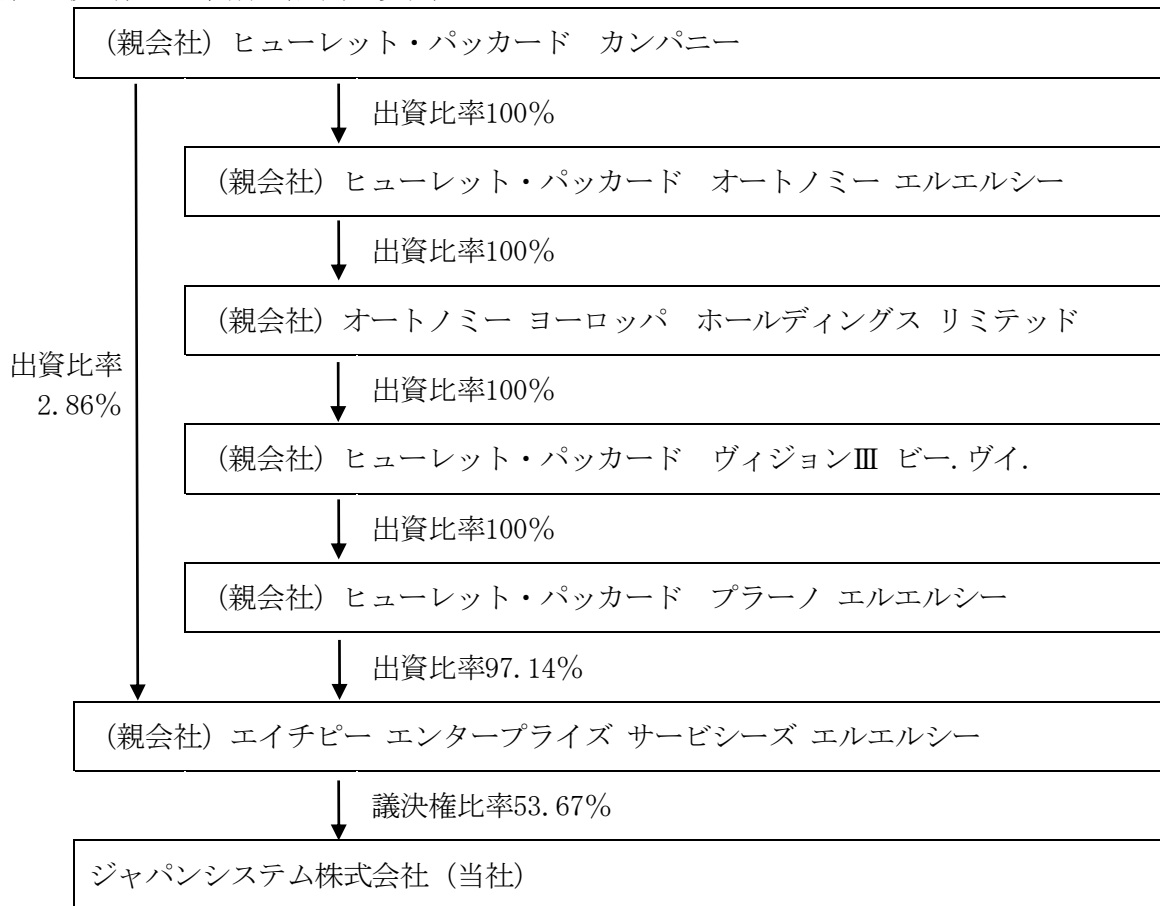 (親会社) ヒューレット・パッカード　カンパニー
出資比率100%
(親会社) ヒューレット・パッカード　オートノミー エルエルシー
出資比率100%
(親会社) オートノミー ヨーロッパ　ホールディングス リミテッド
出資比率
2.86%
出資比率100%
(親会社) ヒューレット・パッカード　ヴィジョンⅢ ビー.ヴイ.
出資比率100%
(親会社) ヒューレット・パッカード　プラーノ エルエルシー
出資比率97.14%
(親会社) エイチピー エンタープライズ サービシーズ エルエルシー
議決権比率53.67%
ジャパンシステム株式会社 (当社)